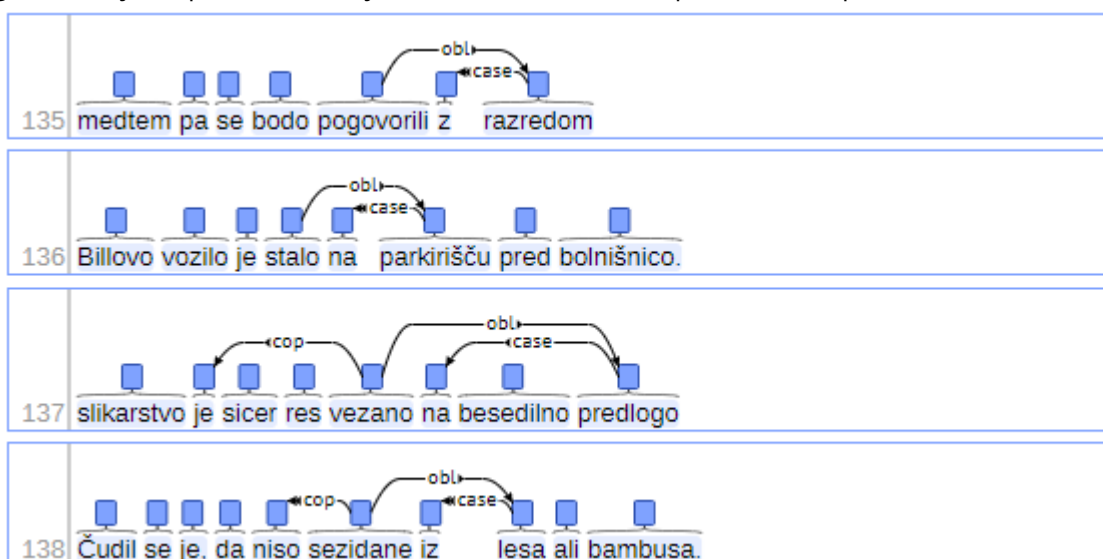 obl
case
135 medtem pa se bodo pogovorili z razredom
obl
case
136 Billovo vozilo je stalo na parkirišču pred bolnišnico.
obl
cop case
137 slikarstvo je sicer res vezano na besedilno predlogo
obl
cop case
138 Čudil se je, da niso sezidane iz lesa ali bambusa.